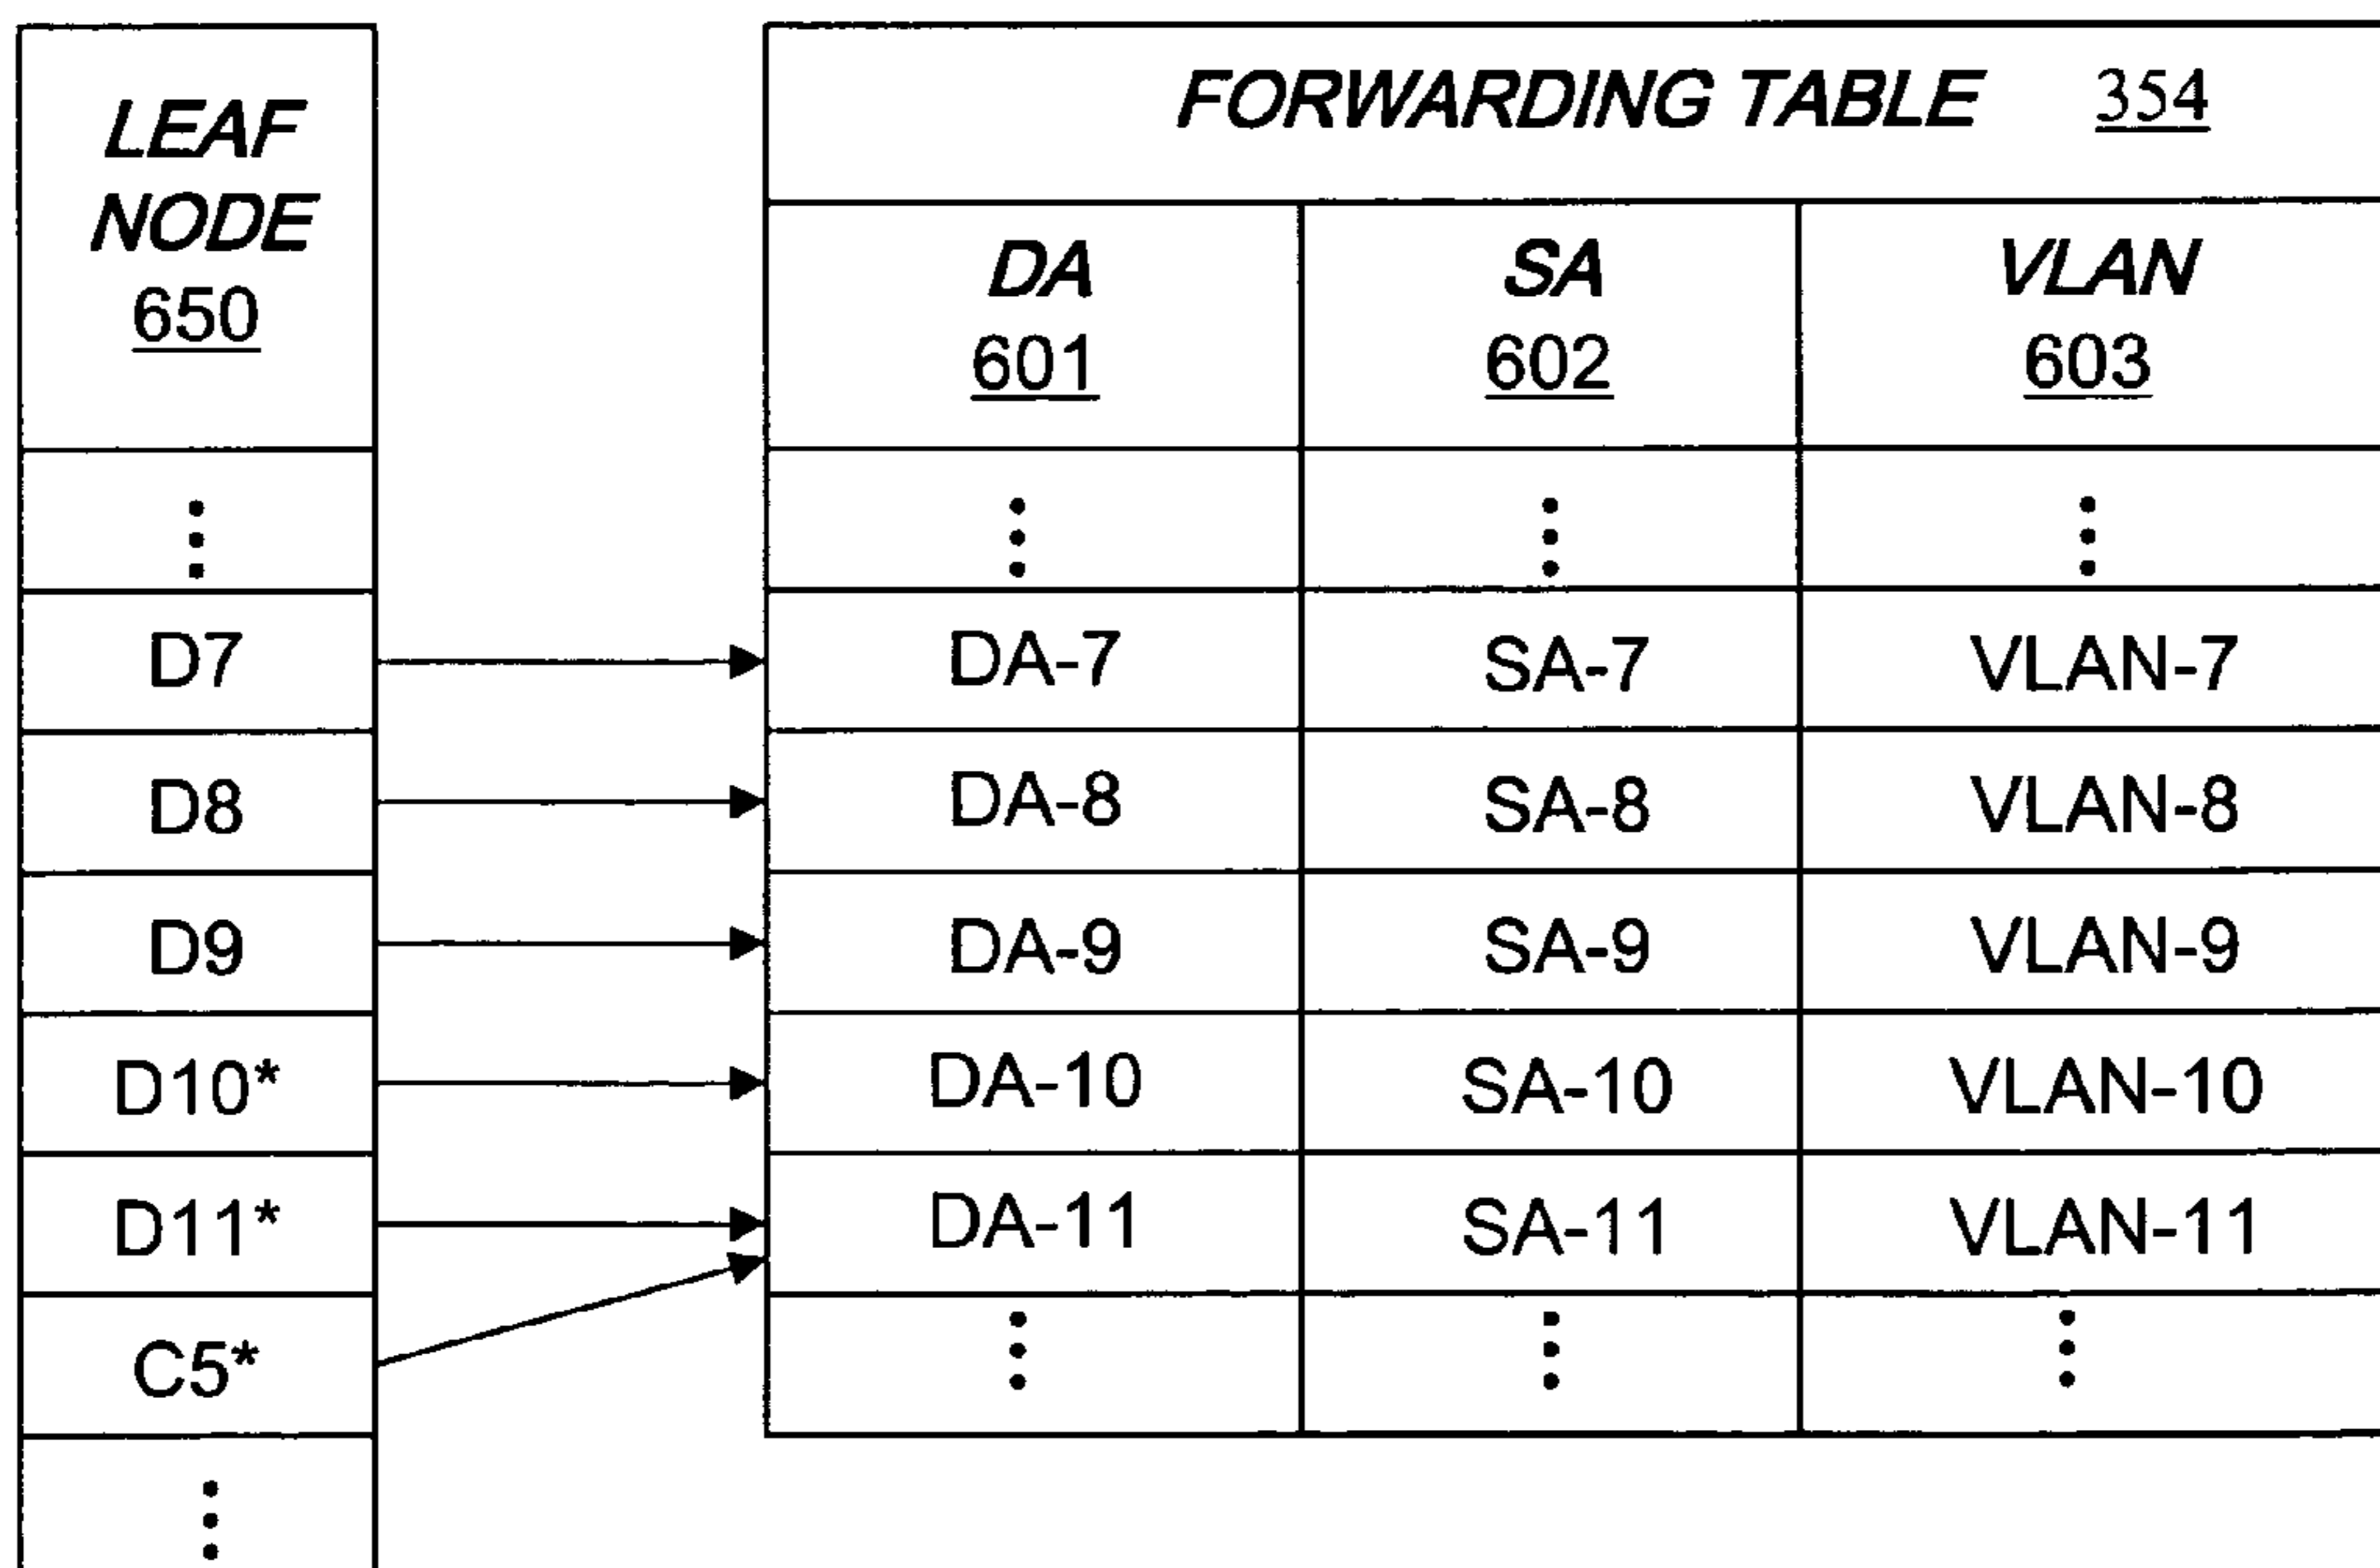 LEAF
NODE
650
D7
D8
D9
D10*
D11*
C5*
FORWARDING TABLE 354
DA SA VLAN
601 602 603
DA-7 SA-7 VLAN-7
DA-8 SA-8 VLAN-8
DA-9 SA-9 VLAN-9
DA-10 SA-10 VLAN-10
DA-11 SA-11 VLAN-11